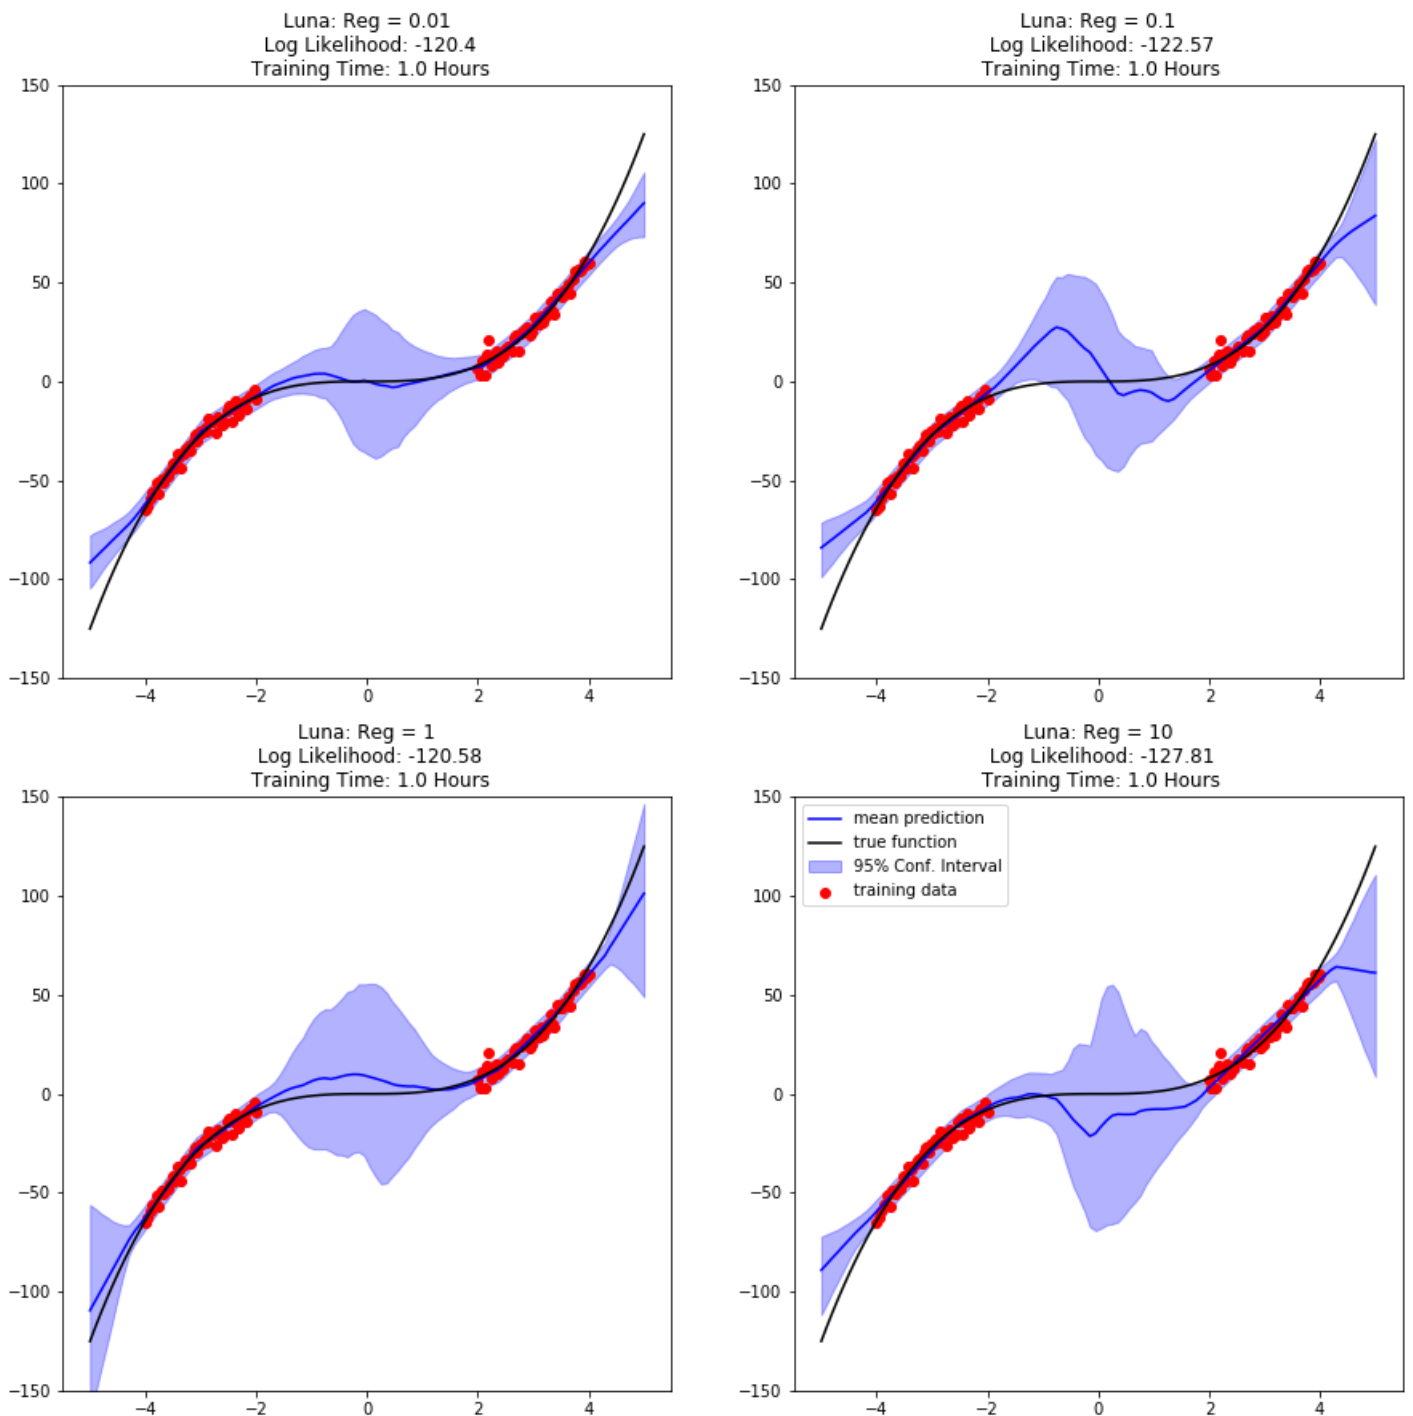 Luna: Reg = 0.01
Log Likelihood: -120.4
Training Time: 1.0 Hours
150
100
50
0
−50
−100
−150
−4 −2 0 2 4
Luna: Reg = 0.1
Log Likelihood: -122.57
Training Time: 1.0 Hours
150
100
50
0
−50
−100
−150
−4 −2 0 2 4
Luna: Reg = 1
Log Likelihood: -120.58
Training Time: 1.0 Hours
150
100
50
0
−50
−100
−150
−4 −2 0 2 4
Luna: Reg = 10
Log Likelihood: -127.81
Training Time: 1.0 Hours
mean prediction
true function
95% Conf. Interval
training data
150
100
50
0
−50
−100
−150
−4 −2 0 2 4